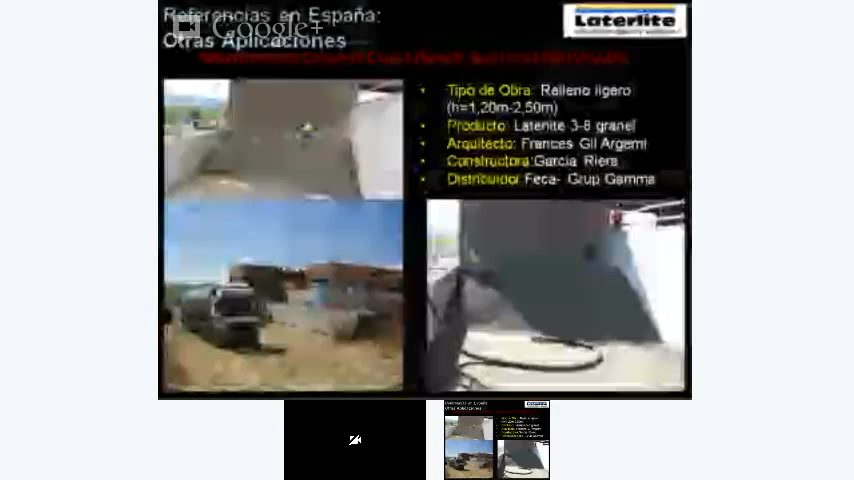 Referencias en España:
Google+
Otras Aplicaciones
Laterlite
Tipo de Obra: Relleno ligero
(h=1,20m-2,50m)
Producto: Laterlite 3-8 granel
Arquitecto: Frances Gil Argemi
Constructora:Garcia Riera
Distribuidor Feca- Grup Gamma